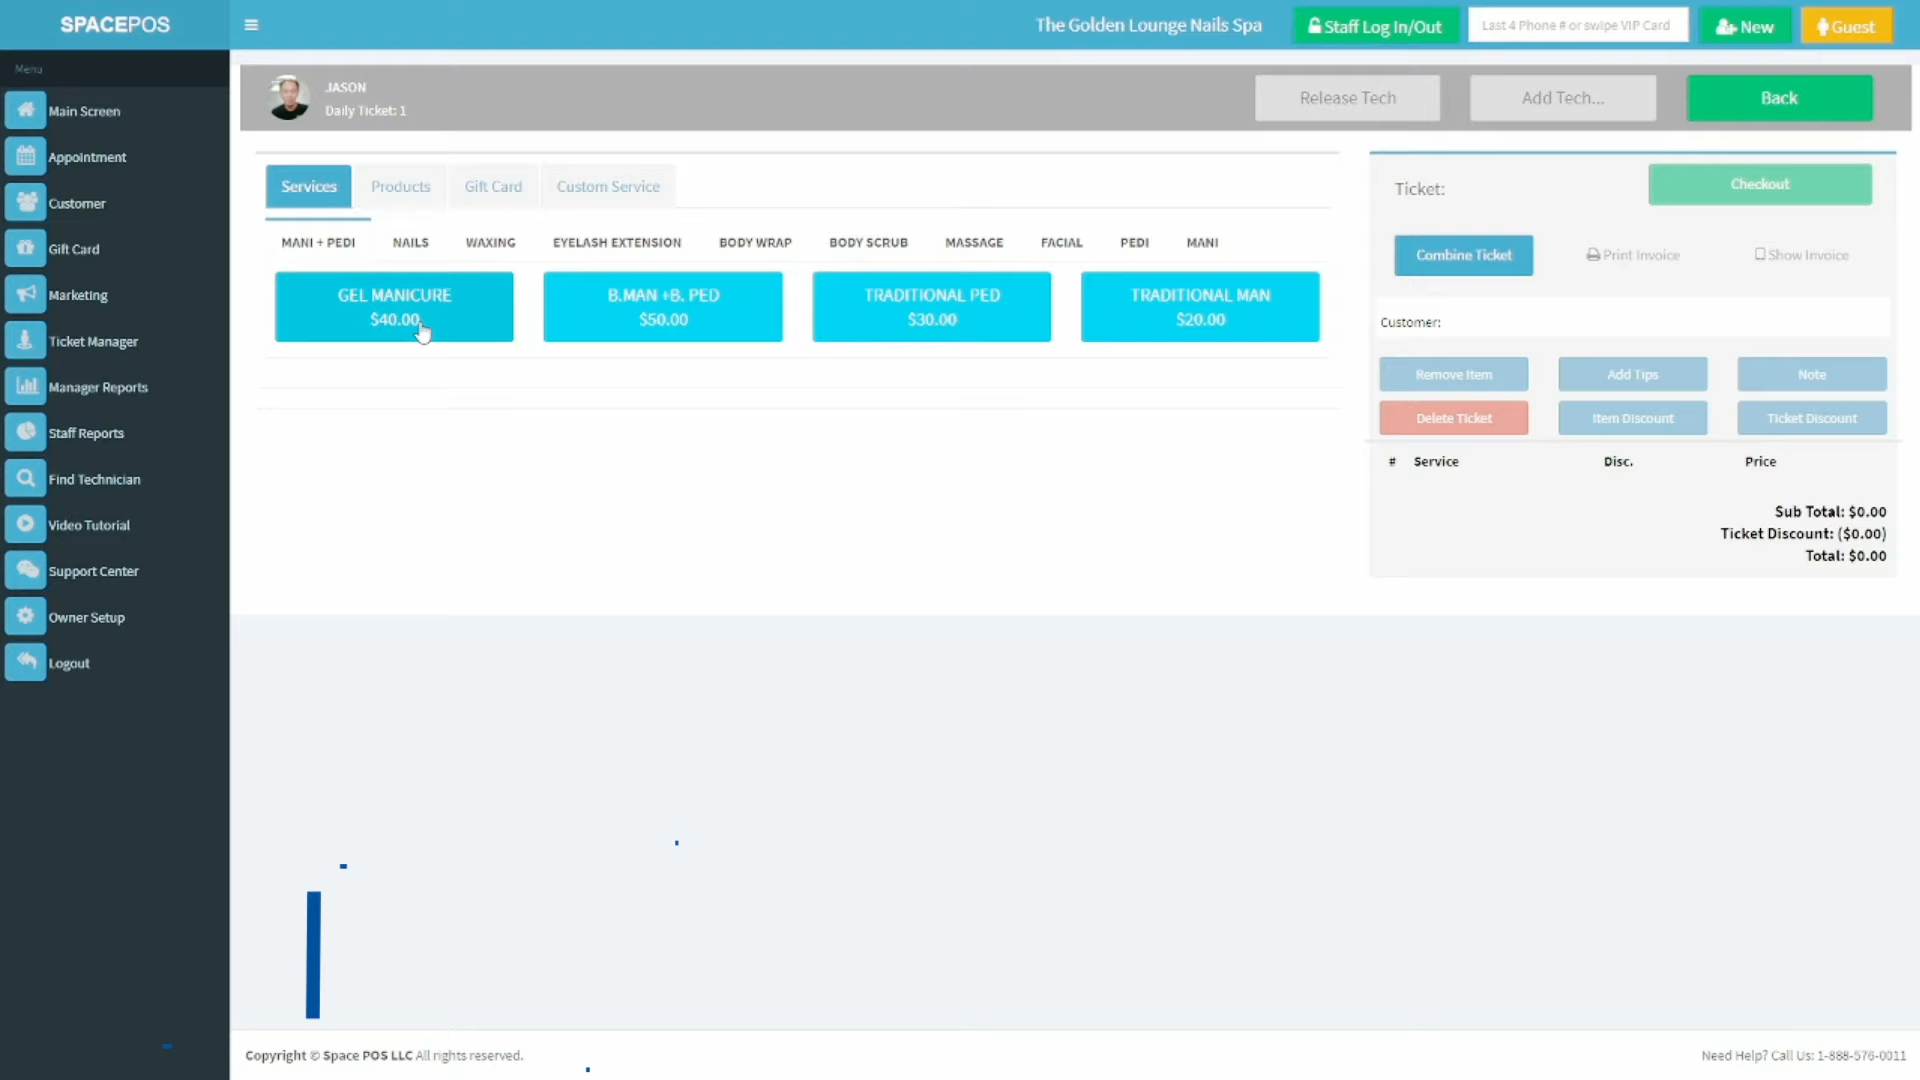 SPACEPOS
The Golden Lounge Nails Spa
Staff Log In/Out
Last 4 Phone # or swipe VIP Card
New
Guest
Menu
Main Screen
Appointment
Customer
Gift Card
Marketing
Ticket Manager
Manager Reports
Staff Reports
Find Technician
Video Tutorial
Support Center
Owner Setup
Logout
JASON
Daily Ticket: 1
Release Tech
Add Tech...
Back
Services
Products
Gift Card
Custom Service
MANI + PEDI
NAILS
WAXING
EYELASH EXTENSION
BODY WRAP
BODY SCRUB
MASSAGE
FACIAL
PEDI
MANI
GEL MANICURE
$40.00
B.MAN +B. PED
$50.00
TRADITIONAL PED
$30.00
TRADITIONAL MAN
$20.00
Ticket:
Checkout
Combine Ticket
Print Invoice
Show Invoice
Customer:
Remove Item
Add Tips
Note
Delete Ticket
Item Discount
Ticket Discount
# Service Disc. Price
Sub Total: $0.00
Ticket Discount: ($0.00)
Total: $0.00
Copyright © Space POS LLC All rights reserved.
Need Help? Call Us: 1-888-576-0011